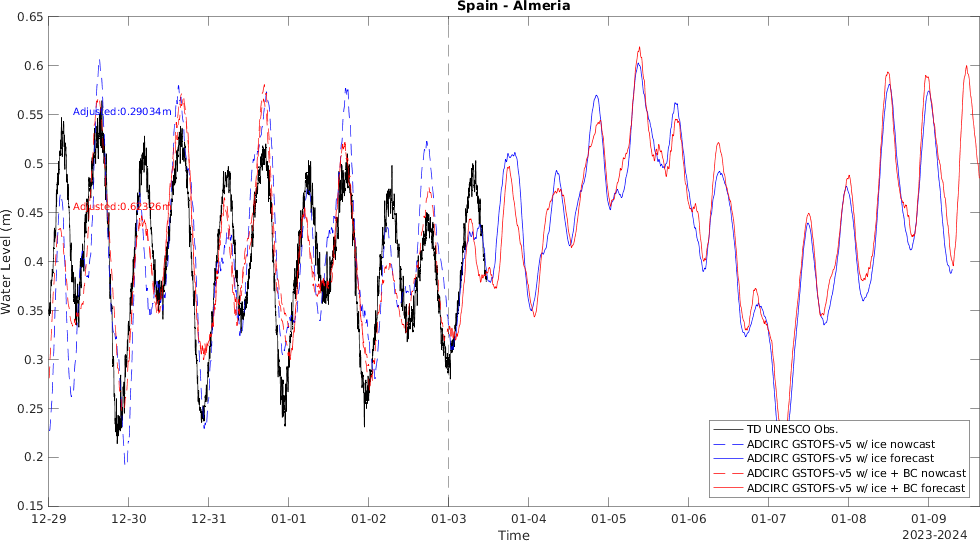 Spain - Almeria
0.65
0.6
0.55
0.5
0.45
0.4
0.35
0.3
0.25
0.2
0.15
Water Level (m)
Adjusted:0.29034m
Adjusted:0.62326m
TD UNESCO Obs.
ADCIRC GSTOFS-v5 w/ ice nowcast
ADCIRC GSTOFS-v5 w/ ice forecast
ADCIRC GSTOFS-v5 w/ ice + BC nowcast
ADCIRC GSTOFS-v5 w/ ice + BC forecast
12-29 12-30 12-31 01-01 01-02 01-03 01-04 01-05 01-06 01-07 01-08 01-09
Time
2023-2024